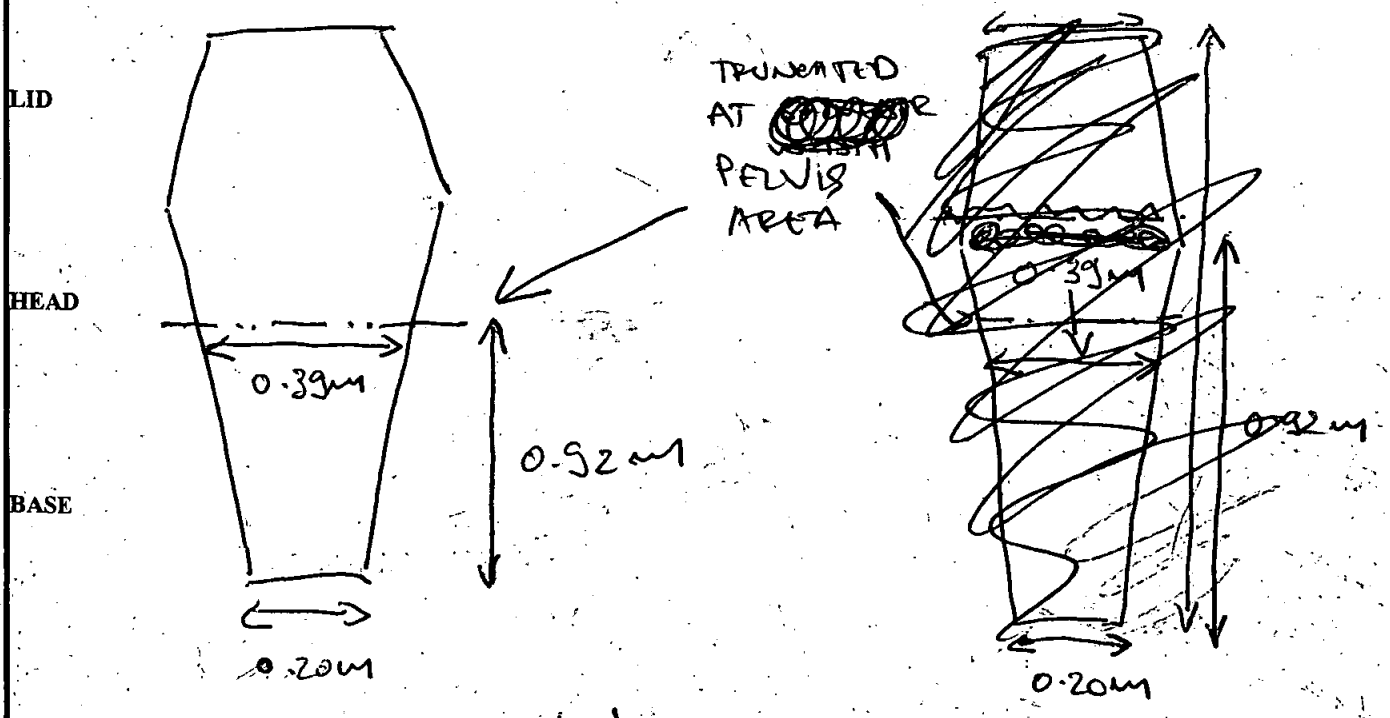 LID
HEAD
BASE
TRUNCATED
AT
PELVIS
AREA
0.39m
0.92m
0.20m
0.39m
0.92m
0.20m